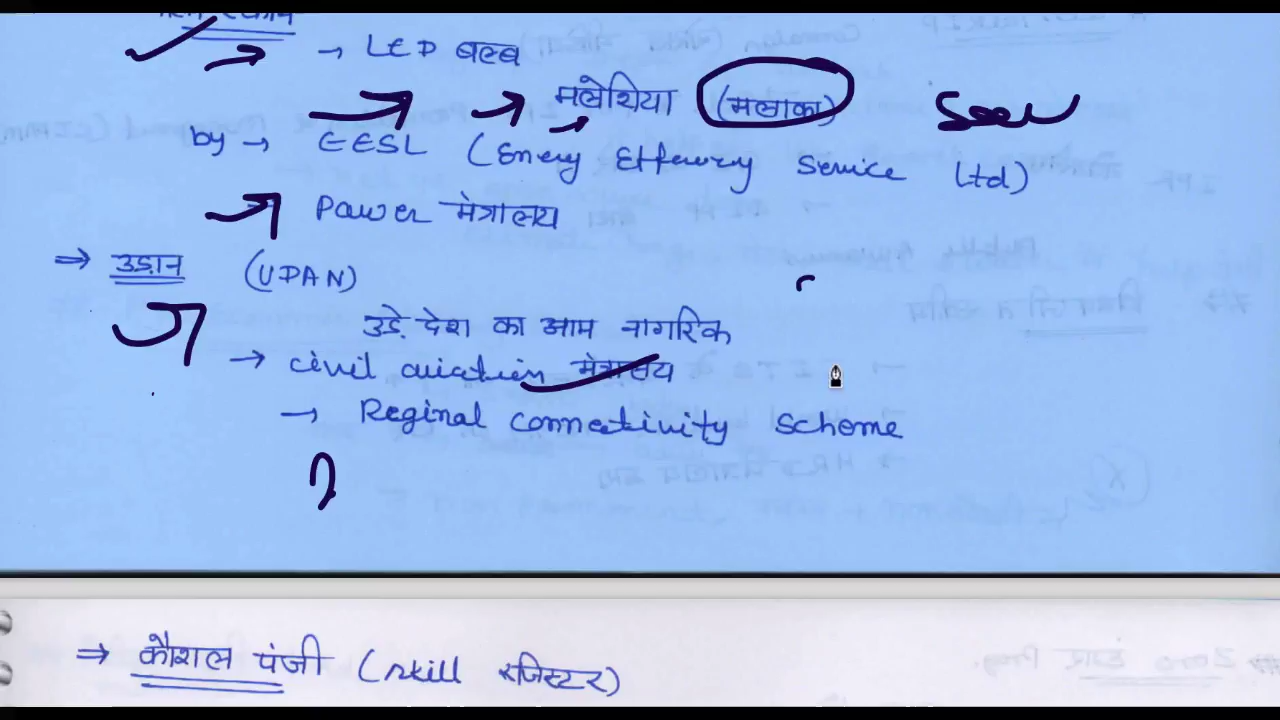 → LED बल्ब
मलेशिया (मलाका)
by → EESL (Energy Efficiency Service Ltd)
Power मंत्रालय
⇒ उड़ान (UDAN)
उड़े देश का आम नागरिक
→ civil aviation मंत्रालय
→ Reginal connectivity scheme
⇒ कौशल पंजी (skill रजिस्टर)